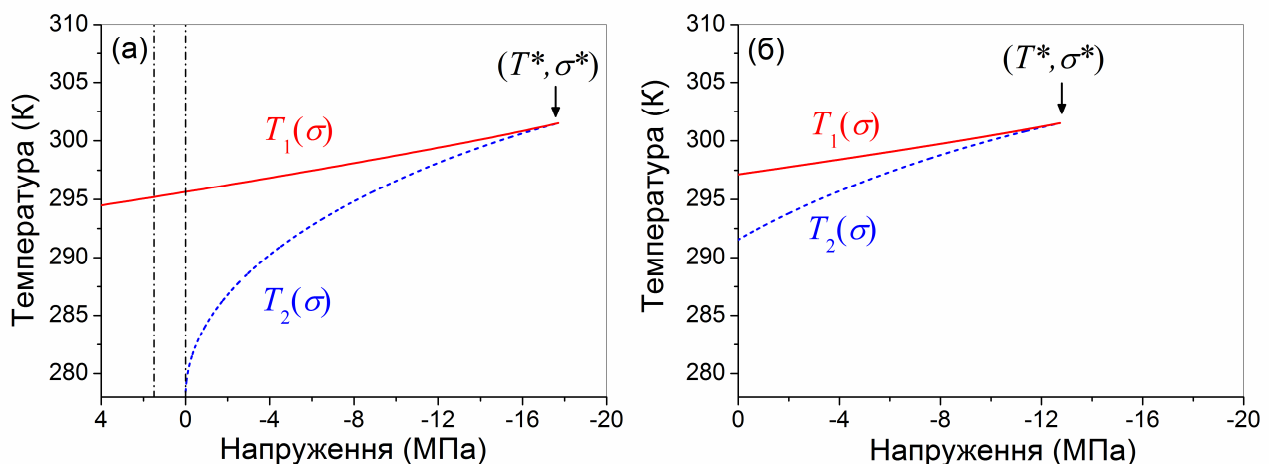 (а)
Температура (К)
310
305
300
295
290
285
280
(T*,σ*)
T1(σ)
T2(σ)
4 0 -4 -8 -12 -16 -20
Напруження (МПа)
(б)
Температура (К)
310
305
300
295
290
285
280
(T*,σ*)
T1(σ)
T2(σ)
0 -4 -8 -12 -16 -20
Напруження (МПа)